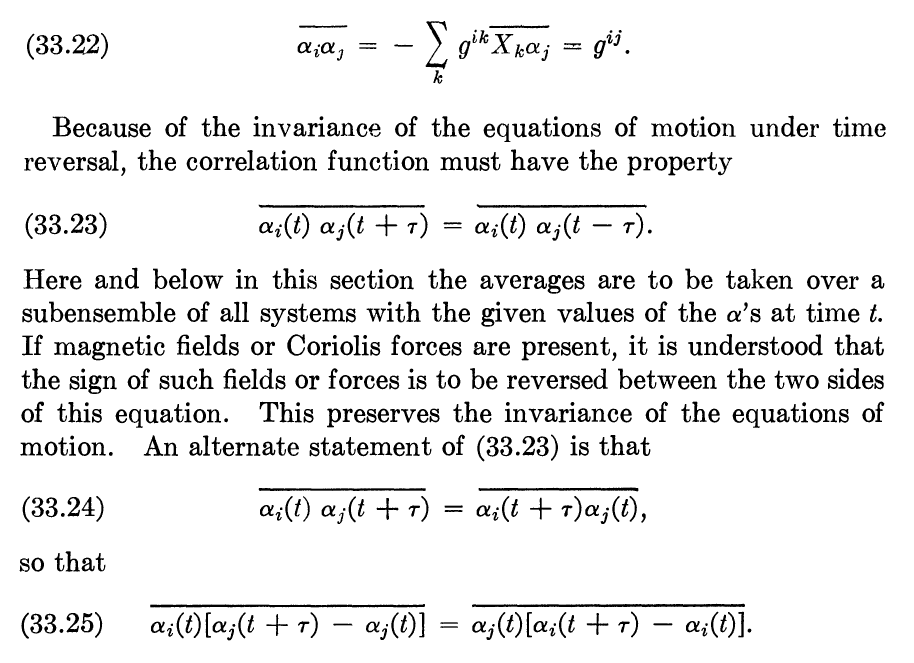 (33.22) $\overline{\alpha_i \alpha_j} = - \sum_k g^{ik} \overline{X_k \alpha_j} = g^{ij}.$
Because of the invariance of the equations of motion under time
reversal, the correlation function must have the property
(33.23) $\overline{\alpha_i(t) \, \alpha_j(t + \tau)} = \overline{\alpha_i(t) \, \alpha_j(t - \tau)}.$
Here and below in this section the averages are to be taken over a
subensemble of all systems with the given values of the α's at time t.
If magnetic fields or Coriolis forces are present, it is understood that
the sign of such fields or forces is to be reversed between the two sides
of this equation. This preserves the invariance of the equations of
motion. An alternate statement of (33.23) is that
(33.24) $\overline{\alpha_i(t) \, \alpha_j(t + \tau)} = \overline{\alpha_i(t + \tau) \alpha_j(t)},$
so that
(33.25) $\overline{\alpha_i(t)[\alpha_j(t + \tau) - \alpha_j(t)]} = \overline{\alpha_j(t)[\alpha_i(t + \tau) - \alpha_i(t)]}.$